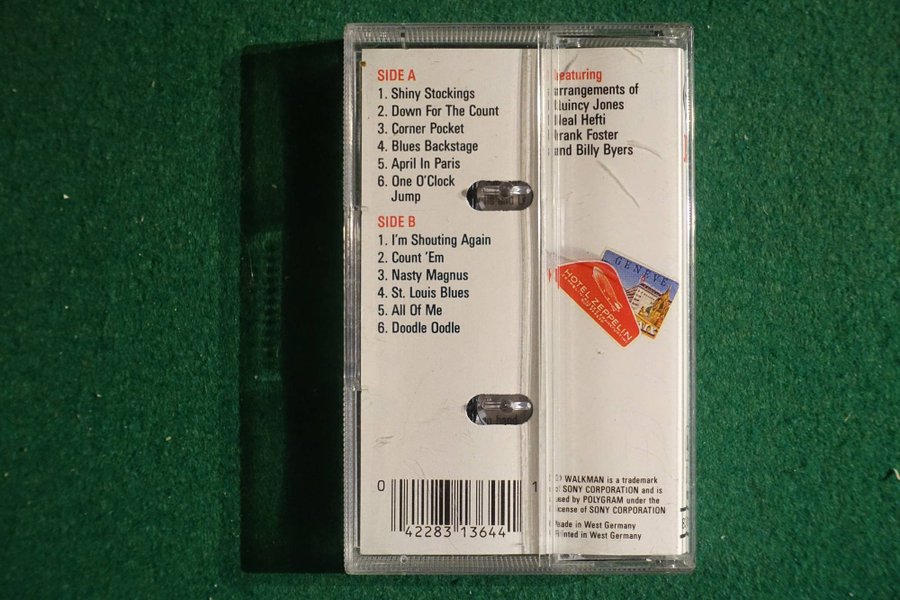 SIDE A
1. Shiny Stockings
2. Down For The Count
3. Corner Pocket
4. Blues Backstage
5. April In Paris
6. One O'Clock
Jump
SIDE B
1. I'm Shouting Again
2. Count 'Em
3. Nasty Magnus
4. St. Louis Blues
5. All Of Me
6. Doodle Oodle
0
42283 13644
1
featuring
arrangements of
Quincy Jones
Neal Hefti
Frank Foster
and Billy Byers
GENEVE
HOTEL ZEPPELIN
WALKMAN is a trademark
of SONY CORPORATION and is
used by POLYGRAM under the
license of SONY CORPORATION
Made in West Germany
Printed in West Germany